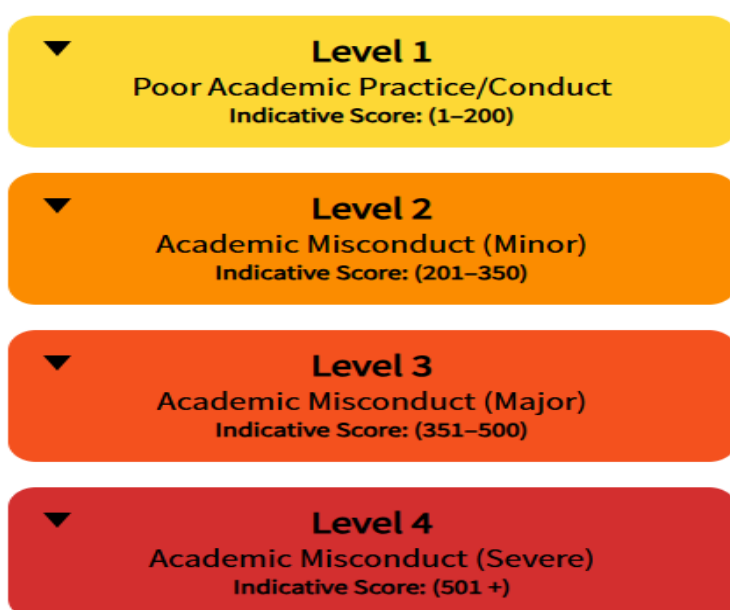 Level 1
Poor Academic Practice/Conduct
Indicative Score: (1–200)
Level 2
Academic Misconduct (Minor)
Indicative Score: (201–350)
Level 3
Academic Misconduct (Major)
Indicative Score: (351–500)
Level 4
Academic Misconduct (Severe)
Indicative Score: (501 +)